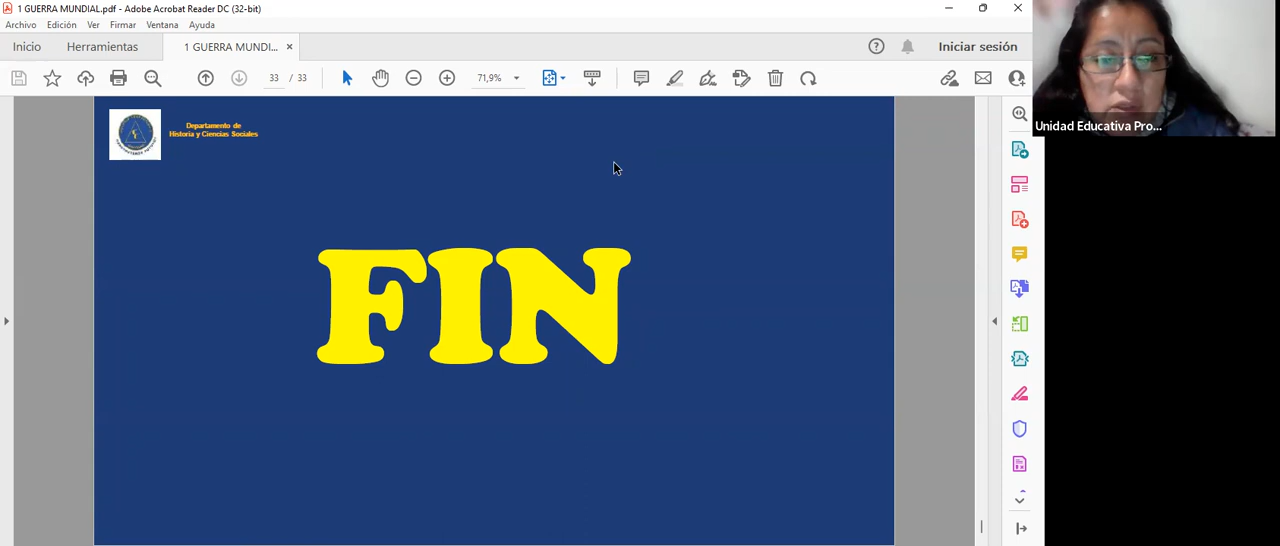 1 GUERRA MUNDIAL.pdf - Adobe Acrobat Reader DC (32-bit)
Archivo Edición Ver Firmar Ventana Ayuda
Inicio Herramientas 1 GUERRA MUNDI... Iniciar sesión
33 / 33 71,9%
Unidad Educativa Pro...
Departamento de
Historia y Ciencias Sociales
FIN